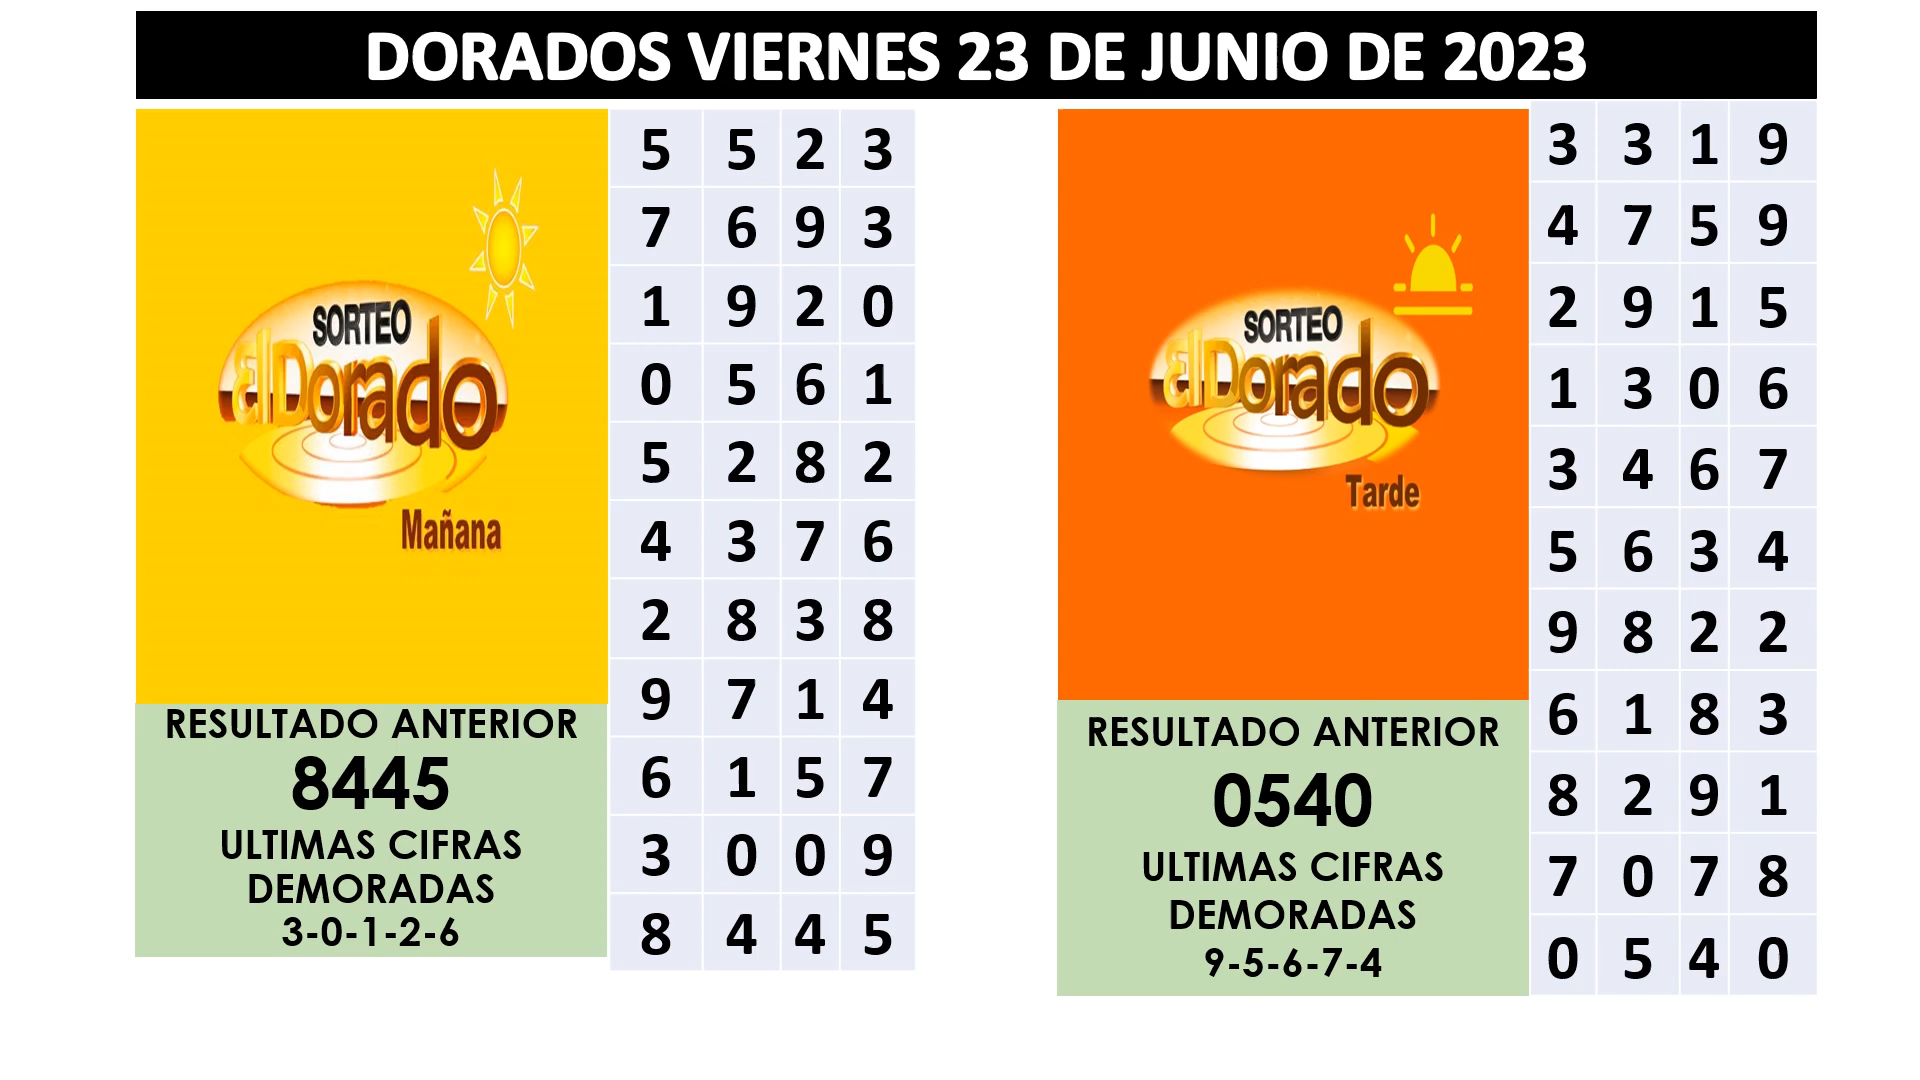 DORADOS VIERNES 23 DE JUNIO DE 2023
SORTEO
El Dorado
Mañana
RESULTADO ANTERIOR
8445
ULTIMAS CIFRAS
DEMORADAS
3-0-1-2-6
5 5 2 3
7 6 9 3
1 9 2 0
0 5 6 1
5 2 8 2
4 3 7 6
2 8 3 8
9 7 1 4
6 1 5 7
3 0 0 9
8 4 4 5
SORTEO
El Dorado
Tarde
RESULTADO ANTERIOR
0540
ULTIMAS CIFRAS
DEMORADAS
9-5-6-7-4
3 3 1 9
4 7 5 9
2 9 1 5
1 3 0 6
3 4 6 7
5 6 3 4
9 8 2 2
6 1 8 3
8 2 9 1
7 0 7 8
0 5 4 0